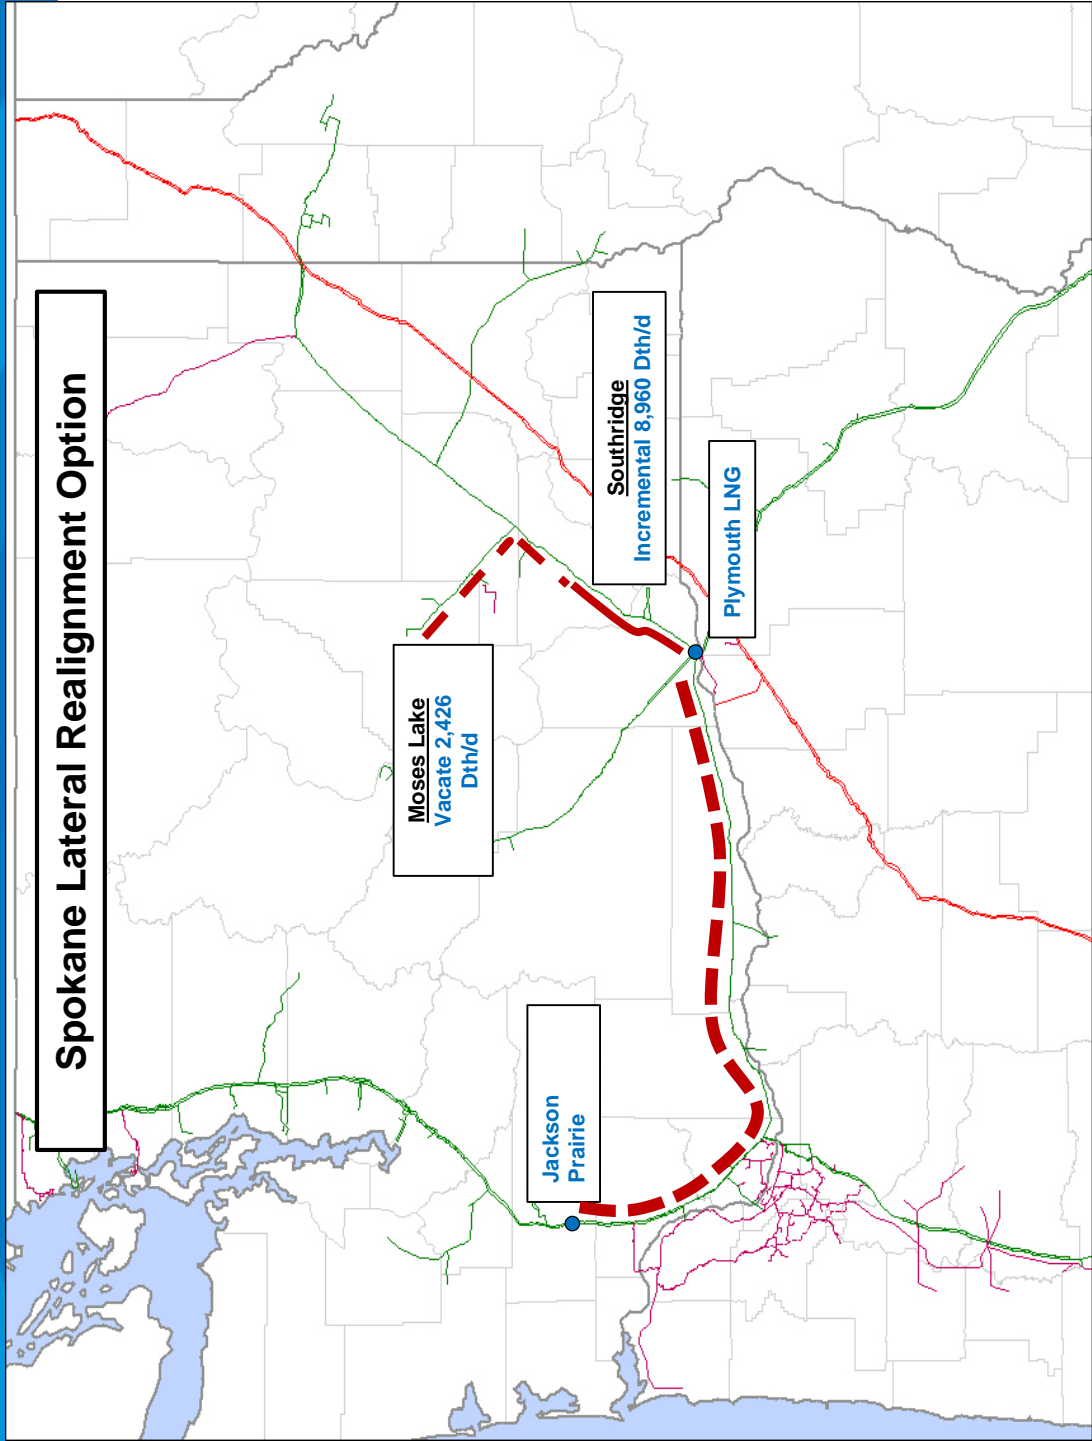 Spokane Lateral Realignment Option
Jackson
Prairie
Moses Lake
Vacate 2,426
Dth/d
Southridge
Incremental 8,960 Dth/d
Plymouth LNG